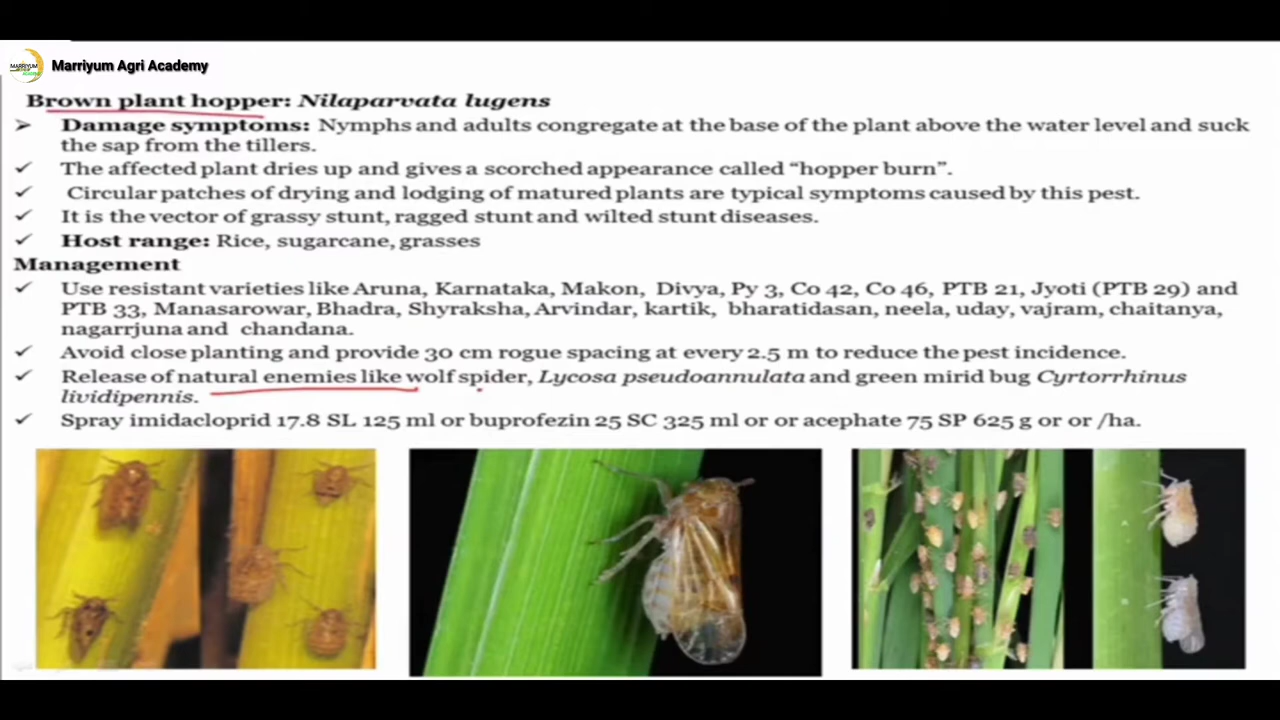 MARRIYUM
Marriyum Agri Academy
Brown plant hopper: Nilaparvata lugens
➢ Damage symptoms: Nymphs and adults congregate at the base of the plant above the water level and suck
the sap from the tillers.
✓ The affected plant dries up and gives a scorched appearance called “hopper burn”.
✓ Circular patches of drying and lodging of matured plants are typical symptoms caused by this pest.
✓ It is the vector of grassy stunt, ragged stunt and wilted stunt diseases.
✓ Host range: Rice, sugarcane, grasses
Management
✓ Use resistant varieties like Aruna, Karnataka, Makon, Divya, Py 3, Co 42, Co 46, PTB 21, Jyoti (PTB 29) and
PTB 33, Manasarowar, Bhadra, Shyraksha, Arvindar, kartik, bharatidasan, neela, uday, vajram, chaitanya,
nagarrjuna and chandana.
✓ Avoid close planting and provide 30 cm rogue spacing at every 2.5 m to reduce the pest incidence.
✓ Release of natural enemies like wolf spider, Lycosa pseudoannulata and green mirid bug Cyrtorrhinus
lividipennis.
✓ Spray imidacloprid 17.8 SL 125 ml or buprofezin 25 SC 325 ml or or acephate 75 SP 625 g or or /ha.